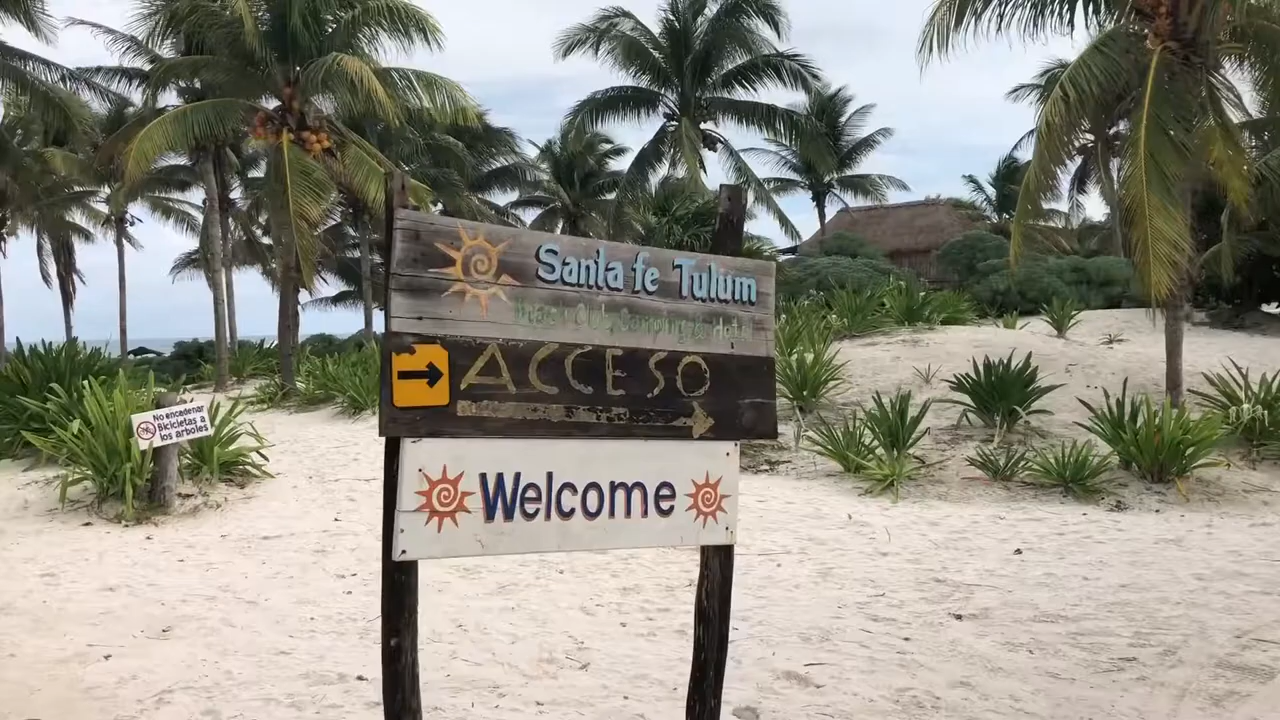 Santa fe Tulum
Beach Club, Camping & Hotel
ACCESO
Welcome
No encadenar
Bicicletas a
los arboles